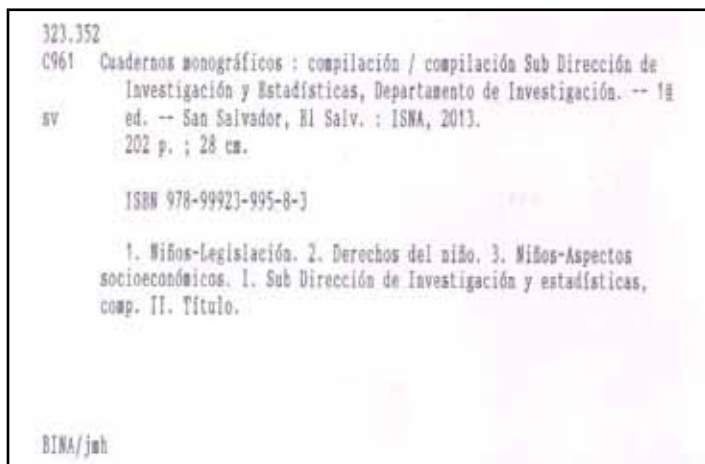 323.352
C961 Cuadernos monográficos : compilación / compilación Sub Dirección de
Investigación y Estadísticas, Departamento de Investigación. -- 1ª
sv ed. -- San Salvador, El Salv. : ISNA, 2013.
202 p. ; 28 cm.
ISBN 978-99923-995-8-3
1. Niños-Legislación. 2. Derechos del niño. 3. Niños-Aspectos
socioeconómicos. I. Sub Dirección de Investigación y estadísticas,
comp. II. Título.
BINA/jmh